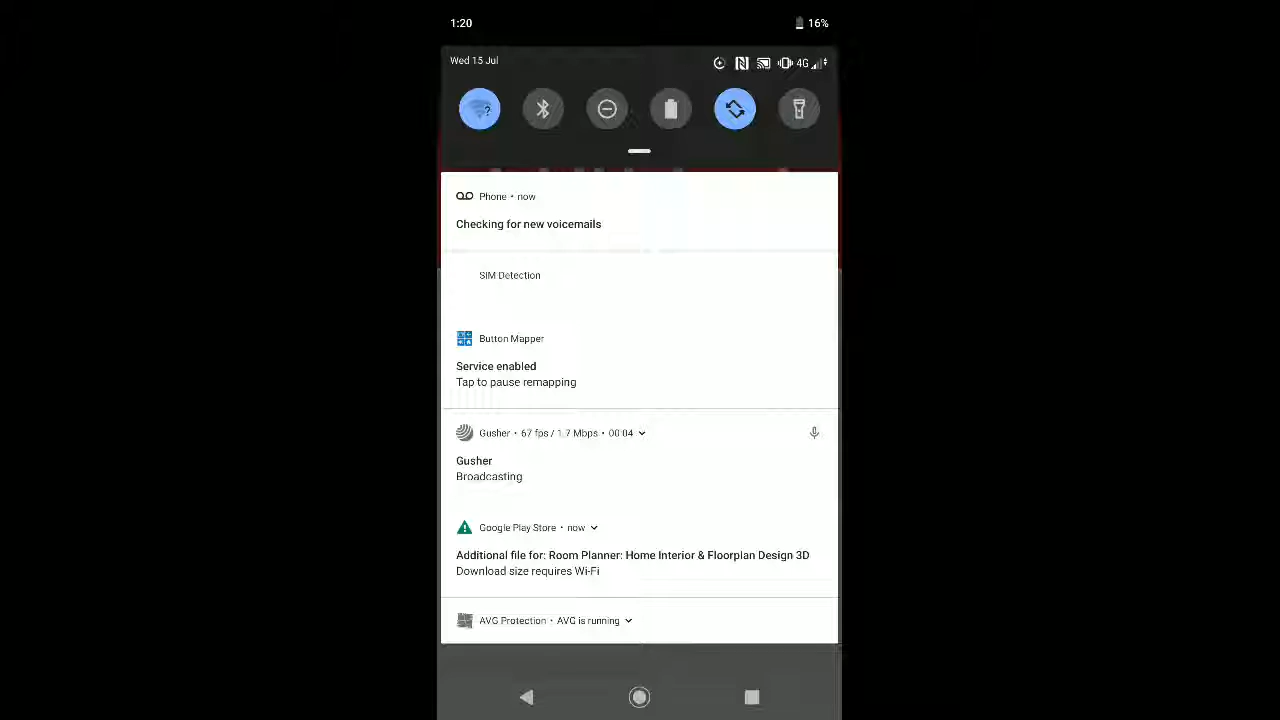 1:20
16%
Wed 15 Jul
4G
Phone • now
Checking for new voicemails
SIM Detection
Button Mapper
Service enabled
Tap to pause remapping
Gusher • 67 fps / 1.7 Mbps • 00:04
Gusher
Broadcasting
Google Play Store • now
Additional file for: Room Planner: Home Interior & Floorplan Design 3D
Download size requires Wi-Fi
AVG Protection • AVG is running